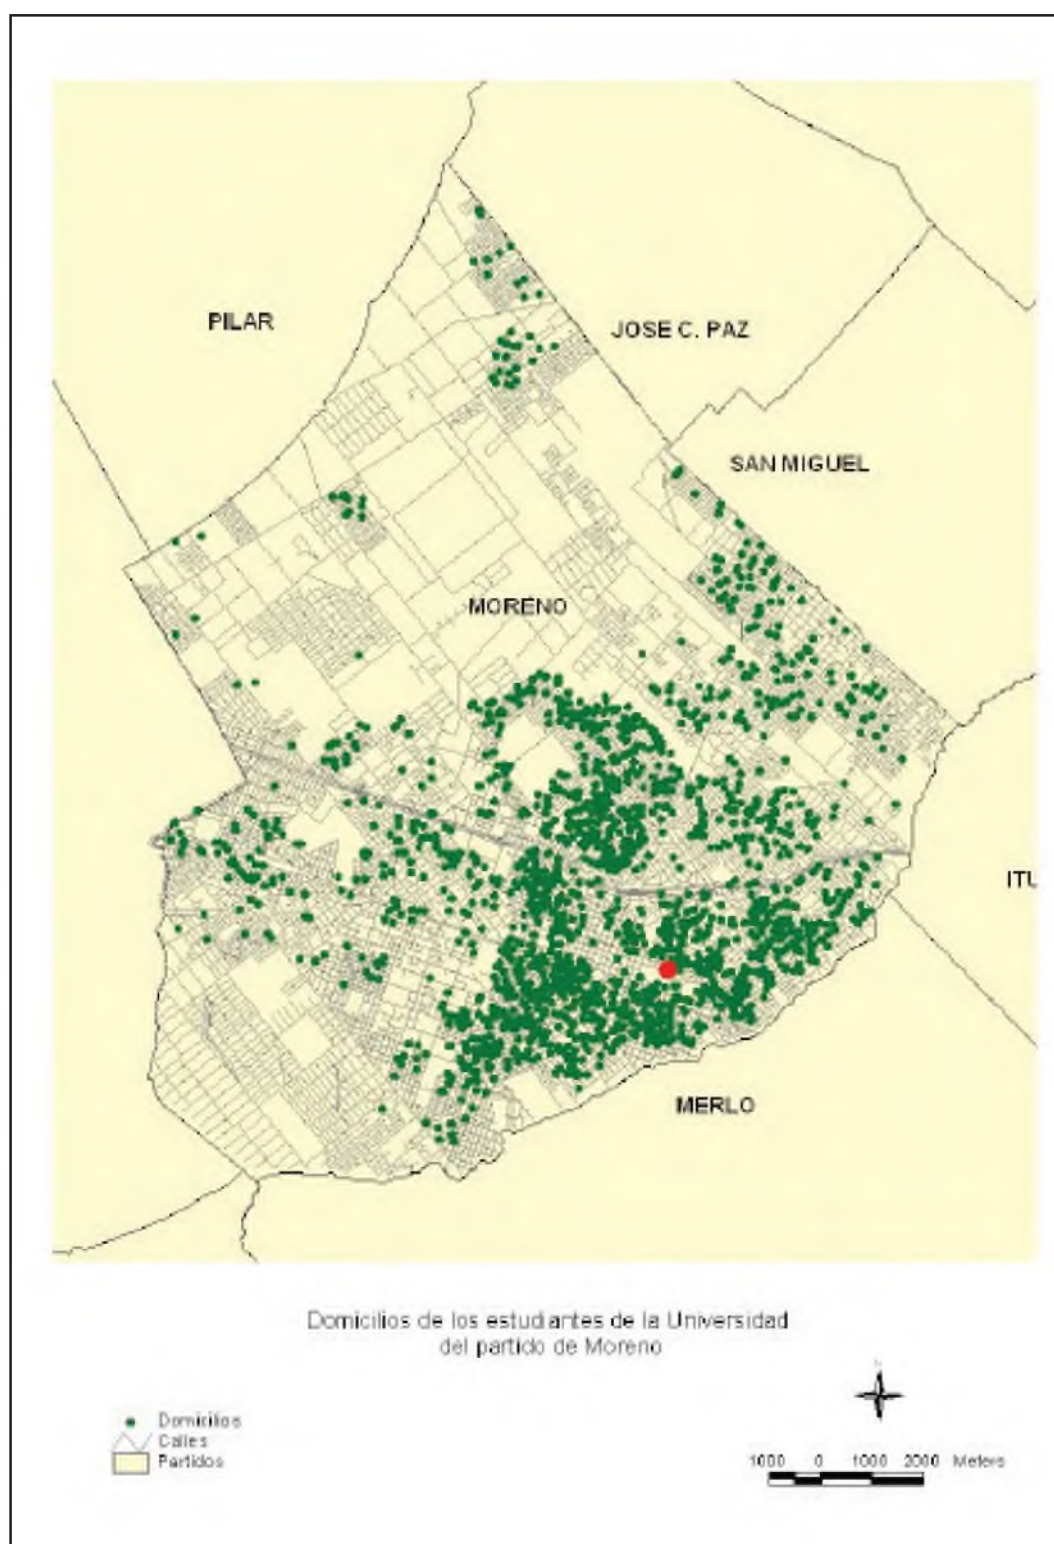 PILAR
JOSE C. PAZ
SAN MIGUEL
MORENO
ITU
MERLO
Domicilios de los estudiantes de la Universidad
del partido de Moreno
Domicilios
Calles
Partidos
1000 0 1000 2000 Meters